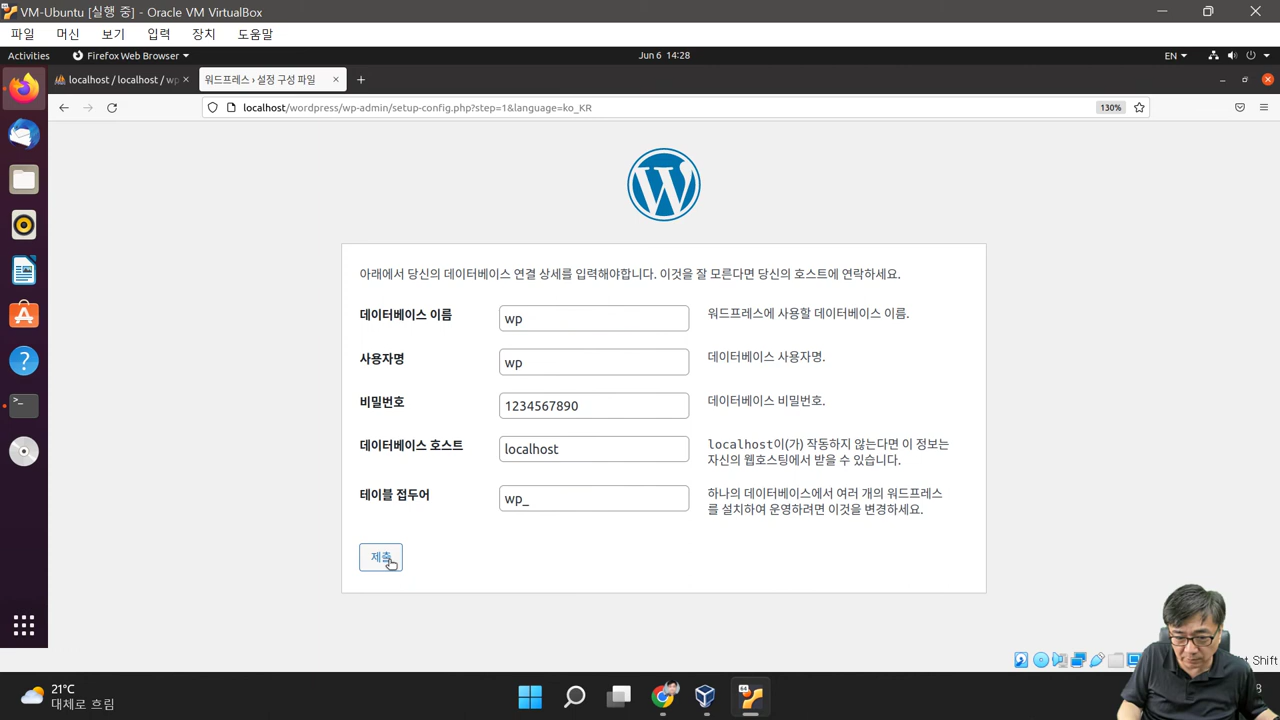 VM-Ubuntu [실행 중] - Oracle VM VirtualBox
파일 머신 보기 입력 장치 도움말
Activities Firefox Web Browser Jun 6 14:28 EN
localhost / localhost / wp 워드프레스 › 설정 구성 파일
localhost/wordpress/wp-admin/setup-config.php?step=1&language=ko_KR 130%
아래에서 당신의 데이터베이스 연결 상세를 입력해야합니다. 이것을 잘 모른다면 당신의 호스트에 연락하세요.
데이터베이스 이름 wp 워드프레스에 사용할 데이터베이스 이름.
사용자명 wp 데이터베이스 사용자명.
비밀번호 1234567890 데이터베이스 비밀번호.
데이터베이스 호스트 localhost localhost이(가) 작동하지 않는다면 이 정보는
자신의 웹호스팅에서 받을 수 있습니다.
테이블 접두어 wp_ 하나의 데이터베이스에서 여러 개의 워드프레스
를 설치하여 운영하려면 이것을 변경하세요.
제출
Shift
21°C
대체로 흐림